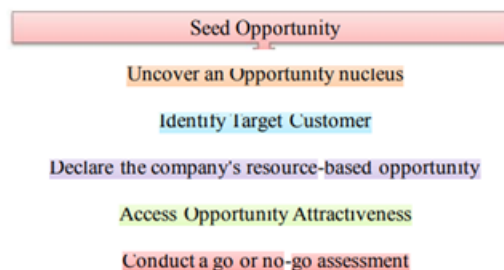 Seed Opportunity
Uncover an Opportunity nucleus
Identify Target Customer
Declare the company's resource-based opportunity
Access Opportunity Attractiveness
Conduct a go or no-go assessment